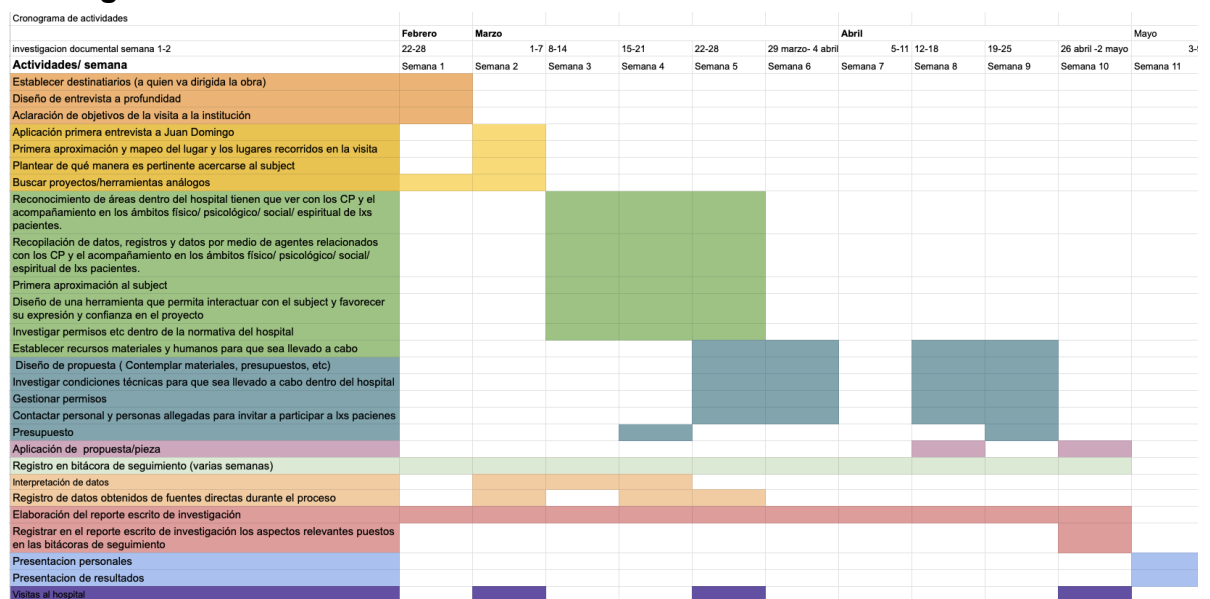 Cronograma de actividades
Febrero Marzo Abril Mayo
investigacion documental semana 1-2 22-28 1-7 8-14 15-21 22-28 29 marzo- 4 abril 5-11 12-18 19-25 26 abril -2 mayo
Actividades/ semana Semana 1 Semana 2 Semana 3 Semana 4 Semana 5 Semana 6 Semana 7 Semana 8 Semana 9 Semana 10 Semana 11
Establecer destinatiarios (a quien va dirigida la obra)
Diseño de entrevista a profundidad
Aclaración de objetivos de la visita a la institución
Aplicación primera entrevista a Juan Domingo
Primera aproximación y mapeo del lugar y los lugares recorridos en la visita
Plantear de qué manera es pertinente acercarse al subject
Buscar proyectos/herramientas análogos
Reconocimiento de áreas dentro del hospital tienen que ver con los CP y el
acompañamiento en los ámbitos físico/ psicológico/ social/ espiritual de lxs
pacientes.
Recopilación de datos, registros y datos por medio de agentes relacionados
con los CP y el acompañamiento en los ámbitos físico/ psicológico/ social/
espiritual de lxs pacientes.
Primera aproximación al subject
Diseño de una herramienta que permita interactuar con el subject y favorecer
su expresión y confianza en el proyecto
Investigar permisos etc dentro de la normativa del hospital
Establecer recursos materiales y humanos para que sea llevado a cabo
Diseño de propuesta ( Contemplar materiales, presupuestos, etc)
Investigar condiciones técnicas para que sea llevado a cabo dentro del hospital
Gestionar permisos
Contactar personal y personas allegadas para invitar a participar a lxs pacienes
Presupuesto
Aplicación de propuesta/pieza
Registro en bitácora de seguimiento (varias semanas)
Interpretación de datos
Registro de datos obtenidos de fuentes directas durante el proceso
Elaboración del reporte escrito de investigación
Registrar en el reporte escrito de investigación los aspectos relevantes puestos
en las bitácoras de seguimiento
Presentacion personales
Presentacion de resultados
Visitas al hospital